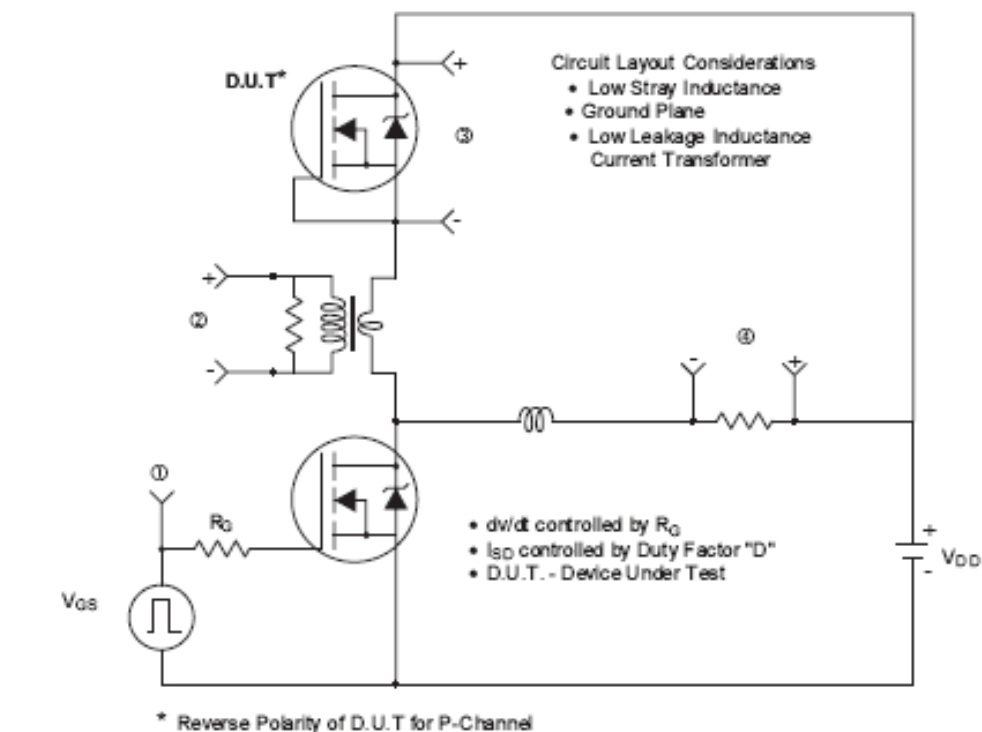 D.U.T*
+
Circuit Layout Considerations
• Low Stray Inductance
• Ground Plane
• Low Leakage Inductance
Current Transformer
③
-
+
②
-
④
-
+
①
RG
• dv/dt controlled by RG
• ISD controlled by Duty Factor "D"
• D.U.T. - Device Under Test
+
VDD
-
VGS
* Reverse Polarity of D.U.T for P-Channel